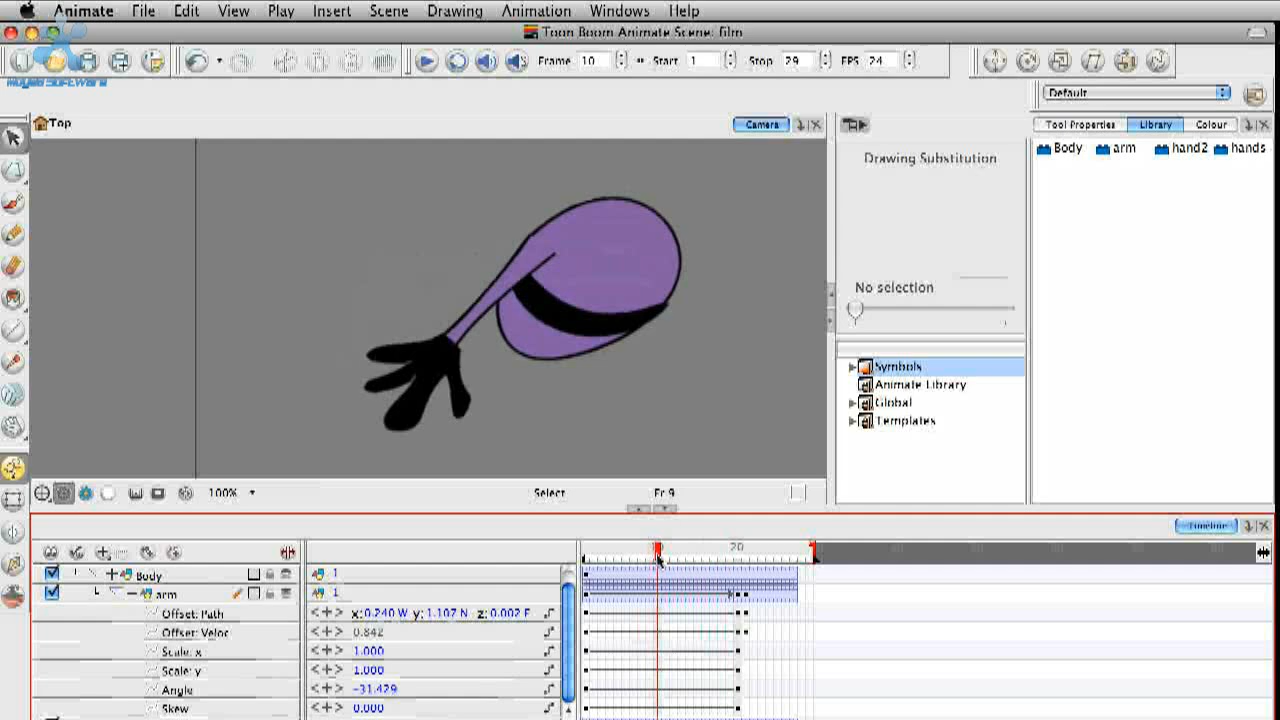 Animate File Edit View Play Insert Scene Drawing Animation Windows Help
Toon Boom Animate Scene: film
Frame 10 Start 1 Stop 29 FPS 24
Default
Top Camera
Tool Properties Library Colour
Body arm hand2 hands
Drawing Substitution
No selection
Symbols
Animate Library
Global
Templates
100% Select Fr 9
Timeline
10 20
Body 1
arm 1
Offset: Path x: 0.240 W y: 1.107 N z: 0.002 F
Offset: Veloc 0.842
Scale: x 1.000
Scale: y 1.000
Angle -31.429
Skew 0.000